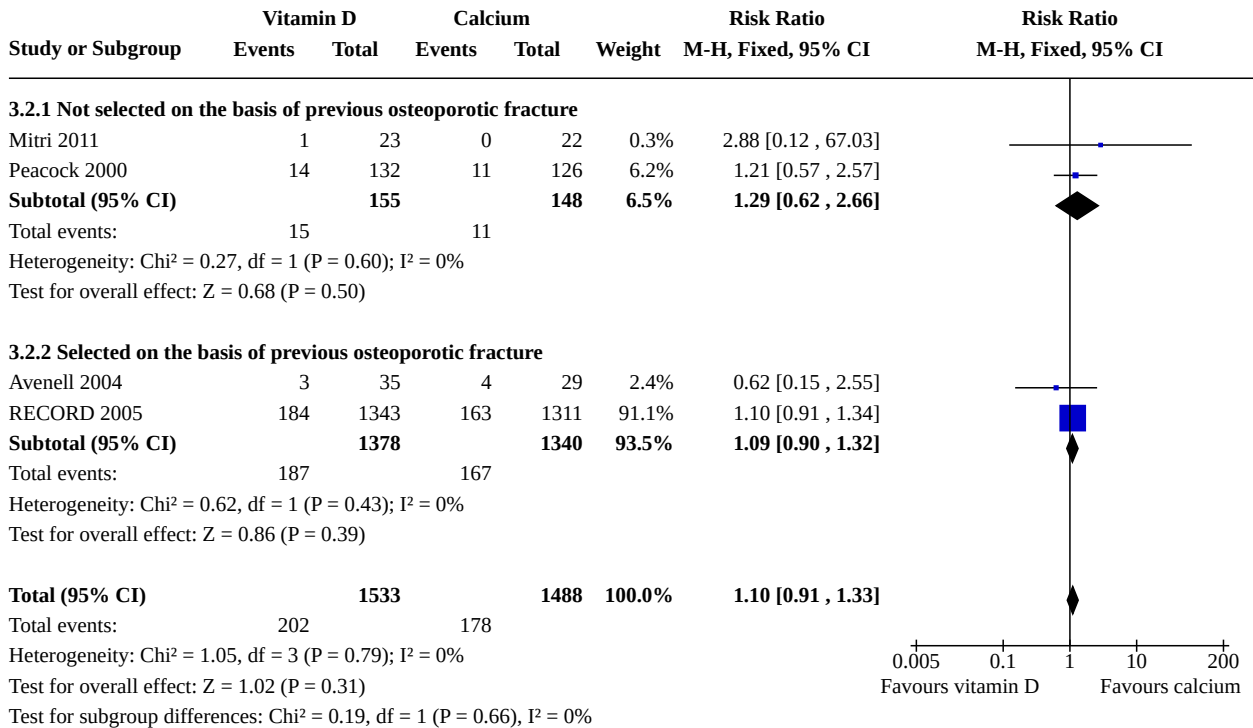 Vitamin D Calcium Risk Ratio Risk Ratio
Study or Subgroup Events Total Events Total Weight M-H, Fixed, 95% CI M-H, Fixed, 95% CI
3.2.1 Not selected on the basis of previous osteoporotic fracture
Mitri 2011 1 23 0 22 0.3% 2.88 [0.12 , 67.03]
Peacock 2000 14 132 11 126 6.2% 1.21 [0.57 , 2.57]
Subtotal (95% CI) 155 148 6.5% 1.29 [0.62 , 2.66]
Total events: 15 11
Heterogeneity: Chi² = 0.27, df = 1 (P = 0.60); I² = 0%
Test for overall effect: Z = 0.68 (P = 0.50)
3.2.2 Selected on the basis of previous osteoporotic fracture
Avenell 2004 3 35 4 29 2.4% 0.62 [0.15 , 2.55]
RECORD 2005 184 1343 163 1311 91.1% 1.10 [0.91 , 1.34]
Subtotal (95% CI) 1378 1340 93.5% 1.09 [0.90 , 1.32]
Total events: 187 167
Heterogeneity: Chi² = 0.62, df = 1 (P = 0.43); I² = 0%
Test for overall effect: Z = 0.86 (P = 0.39)
Total (95% CI) 1533 1488 100.0% 1.10 [0.91 , 1.33]
Total events: 202 178
Heterogeneity: Chi² = 1.05, df = 3 (P = 0.79); I² = 0%
0.005 0.1 1 10 200
Test for overall effect: Z = 1.02 (P = 0.31)
Favours vitamin D Favours calcium
Test for subgroup differences: Chi² = 0.19, df = 1 (P = 0.66), I² = 0%